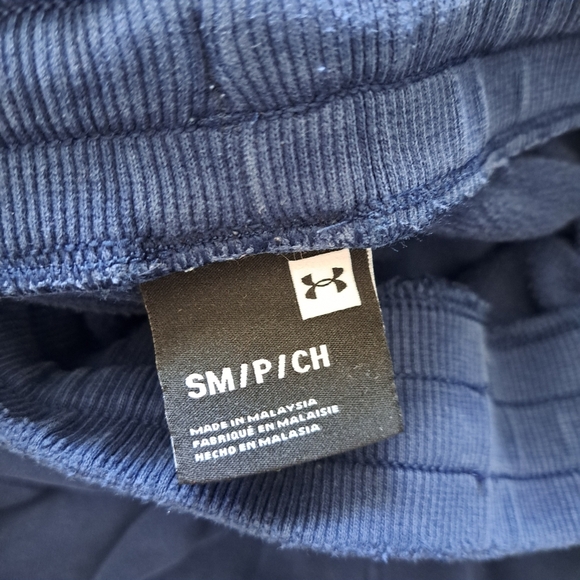 SM/P/CH
MADE IN MALAYSIA
FABRIQUÉ EN MALAISIE
HECHO EN MALASIA